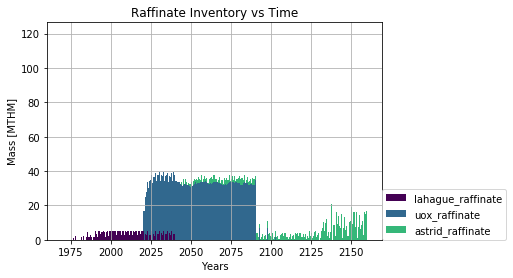 Raffinate Inventory vs Time
Mass [MTHM]
120
100
80
60
40
20
0
1975 2000 2025 2050 2075 2100 2125 2150
Years
lahague_raffinate
uox_raffinate
astrid_raffinate